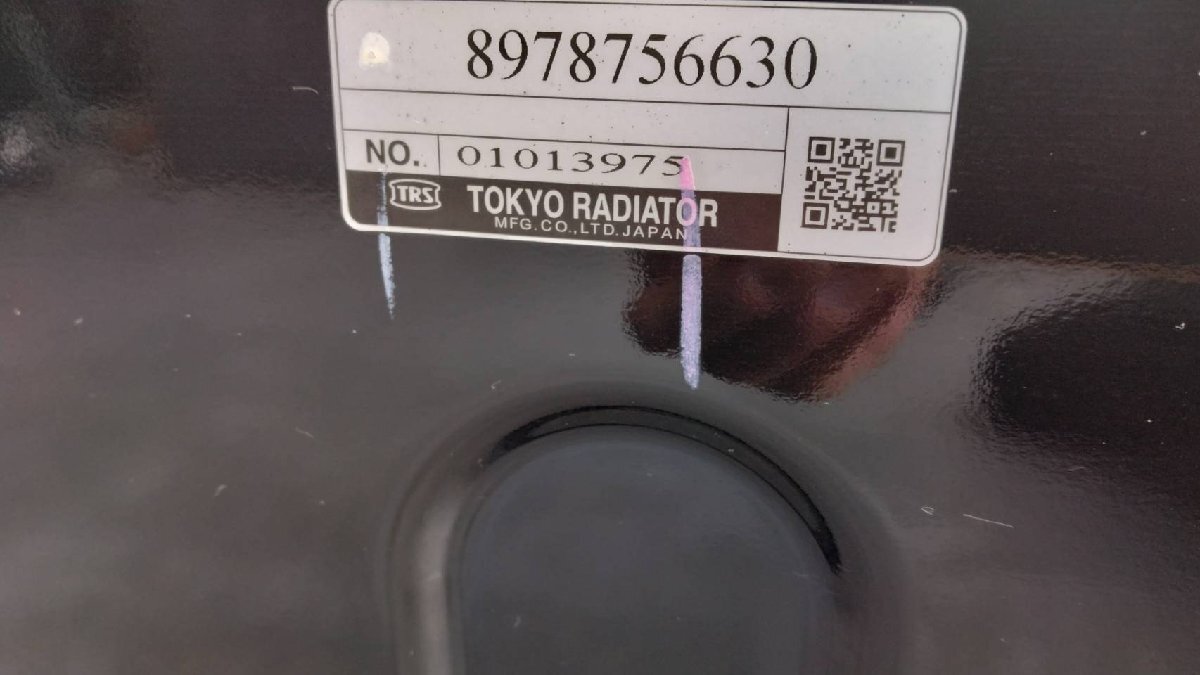 8978756630
NO. 01013975
TRS TOKYO RADIATOR
MFG.CO.,LTD.JAPAN